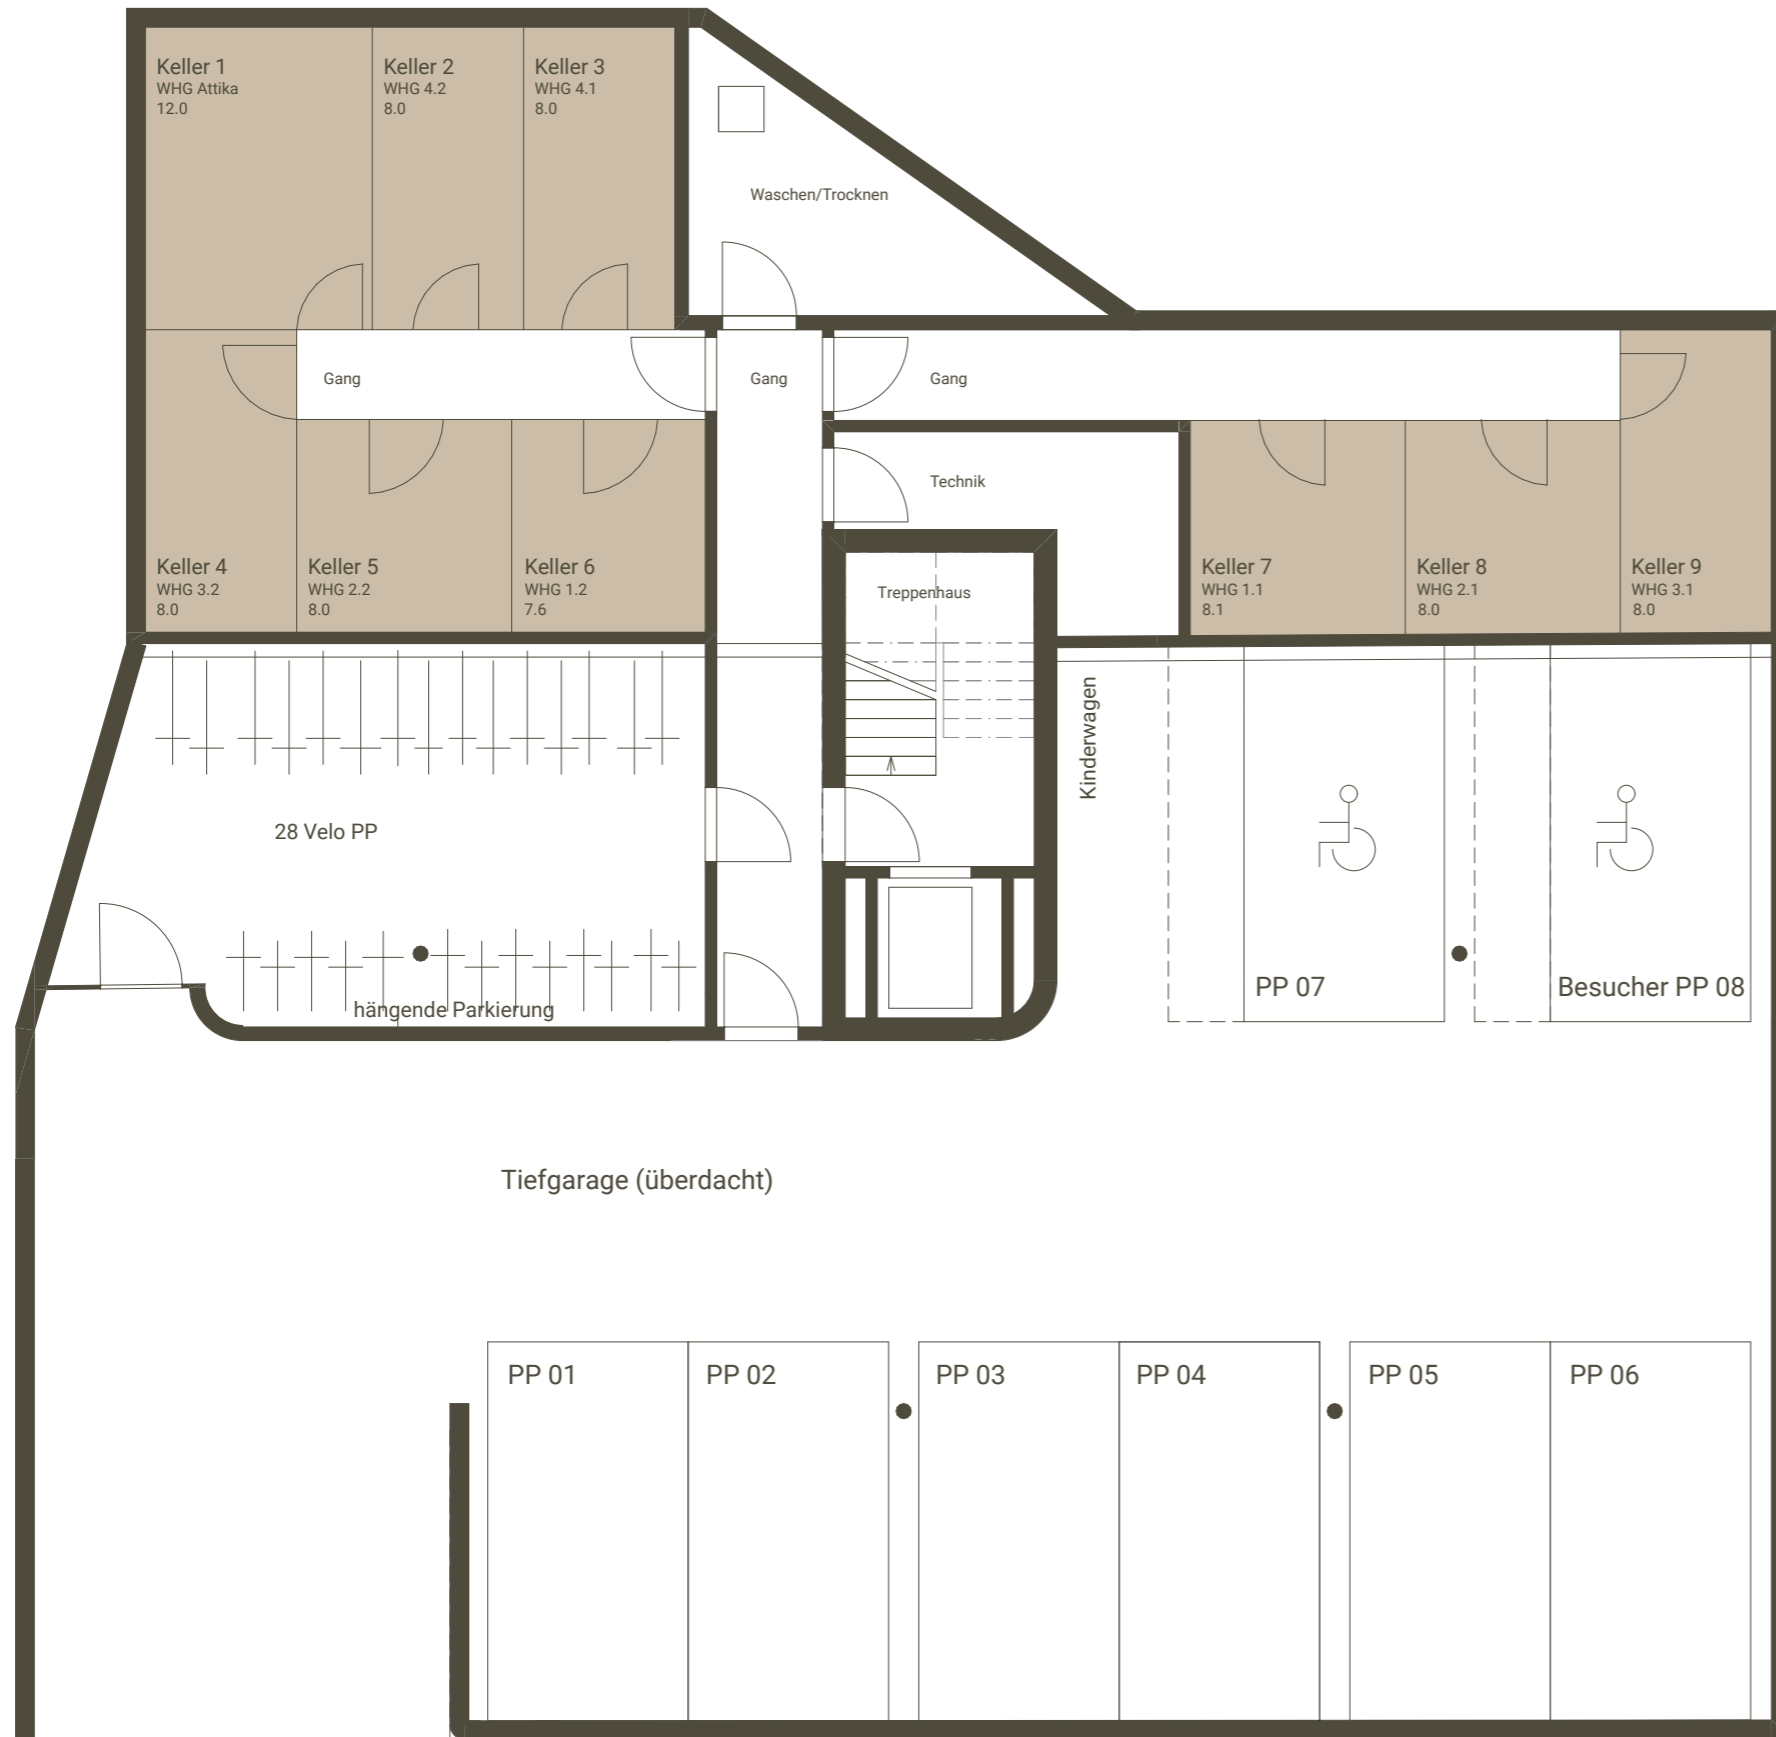 Keller 1
WHG Attika
12.0
Keller 2
WHG 4.2
8.0
Keller 3
WHG 4.1
8.0
Waschen/Trocknen
Gang
Gang
Gang
Technik
Keller 4
WHG 3.2
8.0
Keller 5
WHG 2.2
8.0
Keller 6
WHG 1.2
7.6
Treppenhaus
Keller 7
WHG 1.1
8.1
Keller 8
WHG 2.1
8.0
Keller 9
WHG 3.1
8.0
Kinderwagen
28 Velo PP
hängende Parkierung
PP 07
Besucher PP 08
Tiefgarage (überdacht)
PP 01
PP 02
PP 03
PP 04
PP 05
PP 06